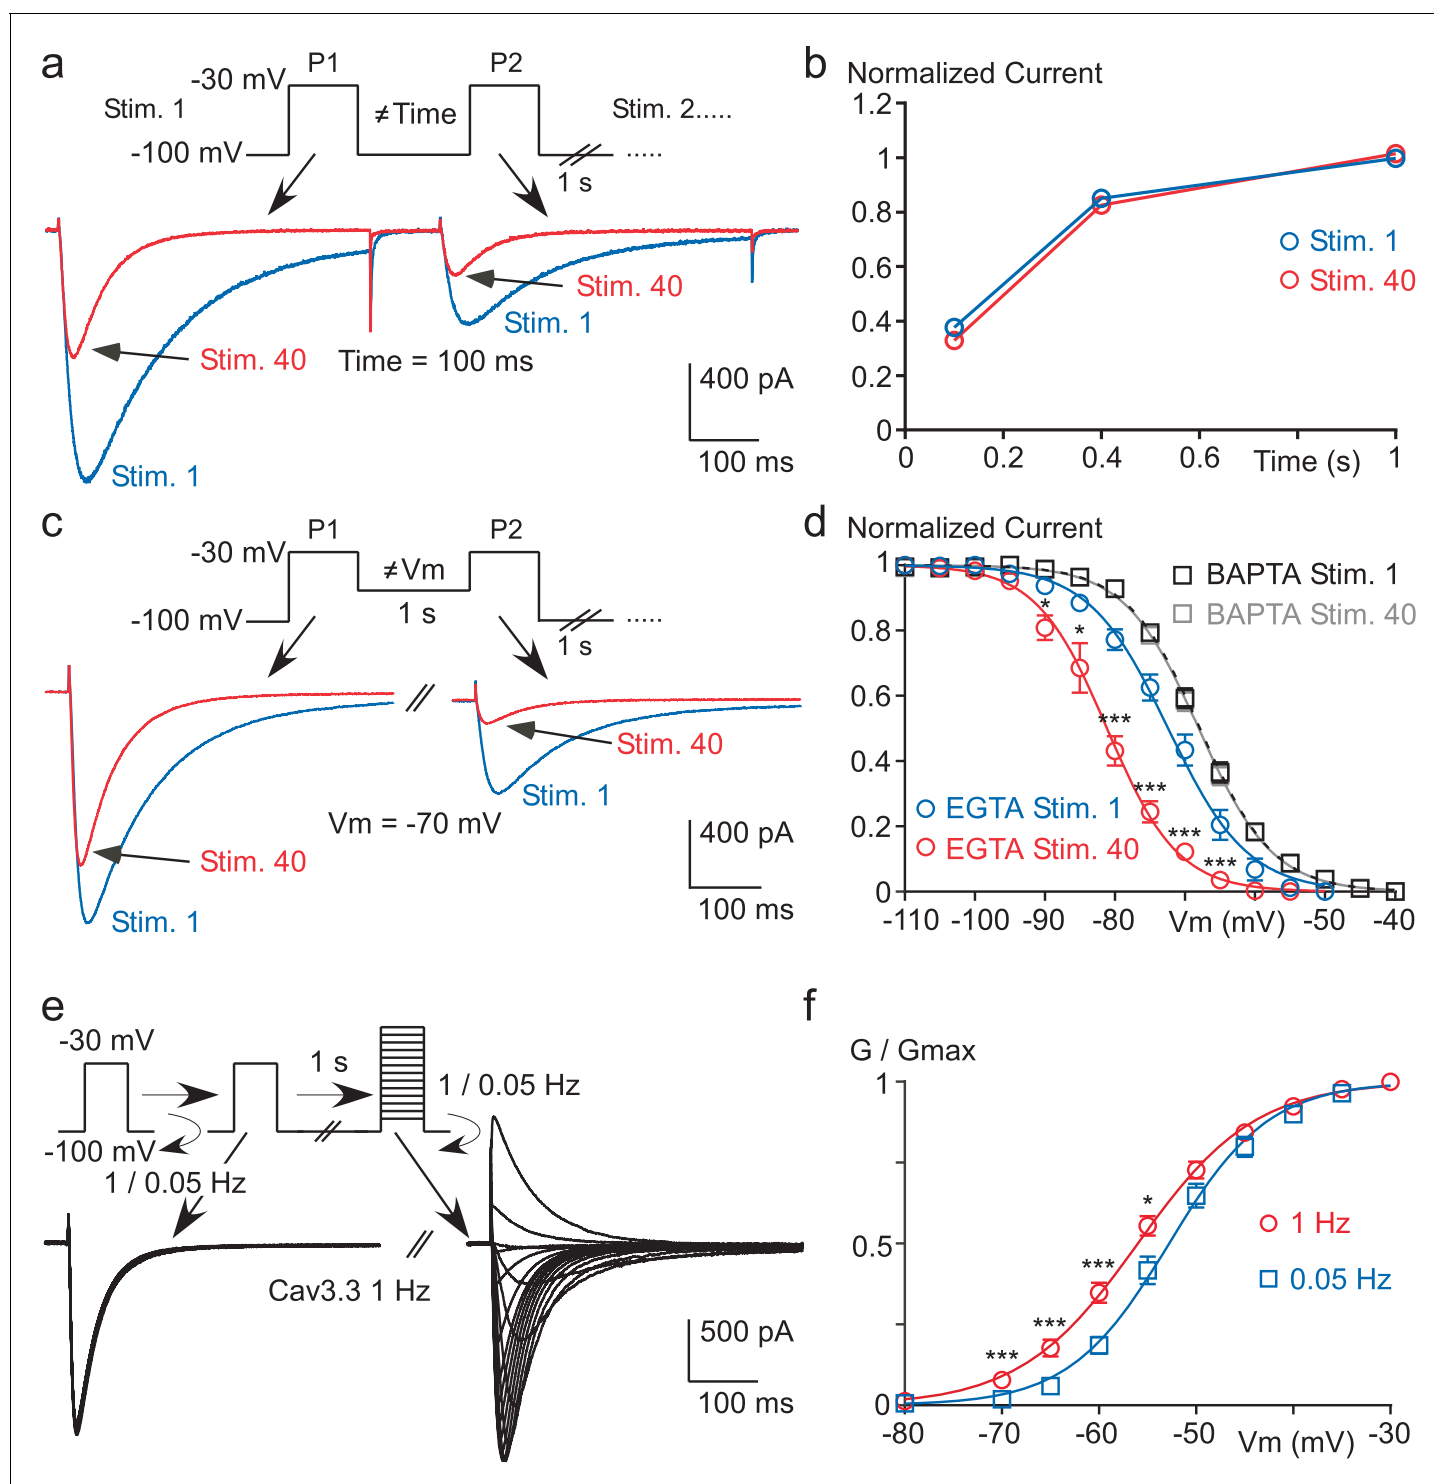 a
P1
P2
-30 mV
Stim. 1
≠Time
Stim. 2.....
-100 mV
.....
1 s
Stim. 40
Stim. 1
Stim. 40
Time = 100 ms
400 pA
100 ms
Stim. 1
b
Normalized Current
1.2
1
0.8
0.6
0.4
0.2
0
Stim. 1
Stim. 40
0
0.2
0.4
0.6
Time (s)
1
c
P1
P2
-30 mV
≠Vm
1 s
-100 mV
.....
1 s
Stim. 40
Stim. 1
Vm = -70 mV
Stim. 40
Stim. 1
400 pA
100 ms
d
Normalized Current
1
0.8
0.6
0.4
0.2
0
BAPTA Stim. 1
BAPTA Stim. 40
*
*
***
***
***
***
EGTA Stim. 1
EGTA Stim. 40
-110
-100
-90
-80
Vm (mV)
-50
-40
e
-30 mV
1 s
1 / 0.05 Hz
-100 mV
1 / 0.05 Hz
Cav3.3 1 Hz
500 pA
100 ms
f
G / Gmax
1
0.5
0
*
***
***
***
1 Hz
0.05 Hz
-80
-70
-60
-50
Vm (mV)
-30